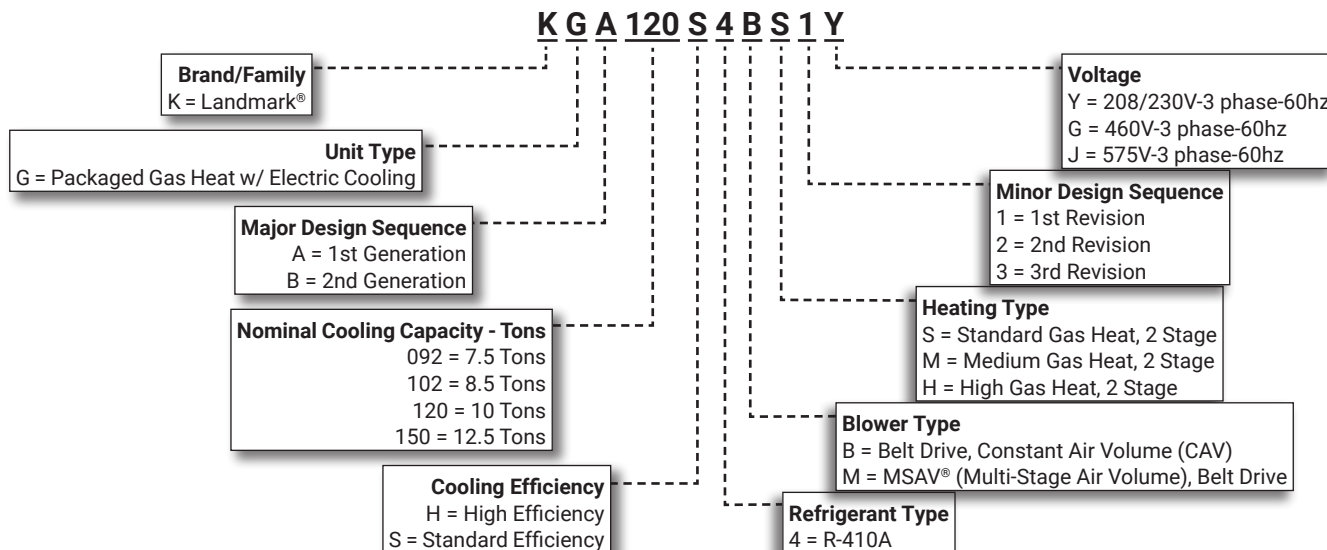 K G A 120 S 4 B S 1 Y
Brand/Family
K = Landmark®
Unit Type
G = Packaged Gas Heat w/ Electric Cooling
Major Design Sequence
A = 1st Generation
B = 2nd Generation
Nominal Cooling Capacity - Tons
092 = 7.5 Tons
102 = 8.5 Tons
120 = 10 Tons
150 = 12.5 Tons
Cooling Efficiency
H = High Efficiency
S = Standard Efficiency
Voltage
Y = 208/230V-3 phase-60hz
G = 460V-3 phase-60hz
J = 575V-3 phase-60hz
Minor Design Sequence
1 = 1st Revision
2 = 2nd Revision
3 = 3rd Revision
Heating Type
S = Standard Gas Heat, 2 Stage
M = Medium Gas Heat, 2 Stage
H = High Gas Heat, 2 Stage
Blower Type
B = Belt Drive, Constant Air Volume (CAV)
M = MSAV® (Multi-Stage Air Volume), Belt Drive
Refrigerant Type
4 = R-410A